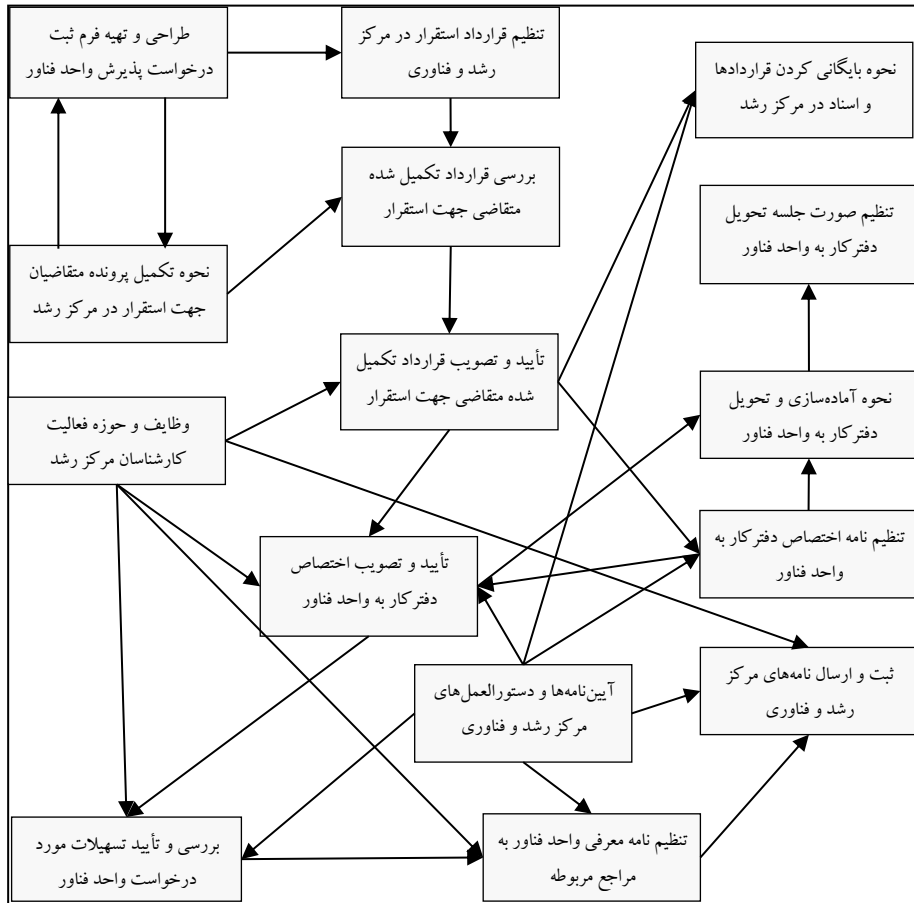 طراحی و تهیه فرم ثبت
درخواست پذیرش واحد فناور
تنظیم قرارداد استقرار در مرکز
رشد و فناوری
نحوه بایگانی کردن قراردادها
و اسناد در مرکز رشد
بررسی قرارداد تکمیل شده
متقاضی جهت استقرار
تنظیم صورت جلسه تحویل
دفترکار به واحد فناور
نحوه تکمیل پرونده متقاضیان
جهت استقرار در مرکز رشد
تأیید و تصویب قرارداد تکمیل
شده متقاضی جهت استقرار
نحوه آماده‌سازی و تحویل
دفترکار به واحد فناور
وظایف و حوزه فعالیت
کارشناسان مرکز رشد
تنظیم نامه اختصاص دفترکار به
واحد فناور
تأیید و تصویب اختصاص
دفترکار به واحد فناور
ثبت و ارسال نامه‌های مرکز
رشد و فناوری
آیین‌نامه‌ها و دستورالعمل‌های
مرکز رشد و فناوری
بررسی و تأیید تسهیلات مورد
درخواست واحد فناور
تنظیم نامه معرفی واحد فناور به
مراجع مربوطه